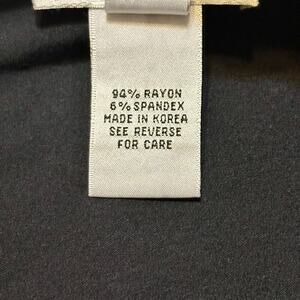 94% RAYON
6% SPANDEX
MADE IN KOREA
SEE REVERSE
FOR CARE